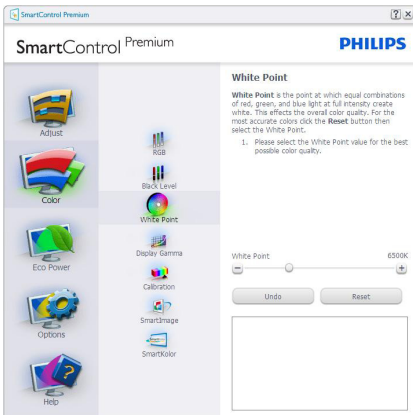 SmartControl Premium
SmartControl Premium
PHILIPS
Adjust
Color
Eco Power
Options
Help
RGB
Black Level
White Point
Display Gamma
Calibration
SmartImage
SmartKolor
White Point
White Point is the point at which equal combinations
of red, green, and blue light at full intensity create
white. This effects the overall color quality. For the
most accurate colors click the Reset button then
select the White Point.
1. Please select the White Point value for the best
possible color quality.
White Point 6500K
Undo Reset